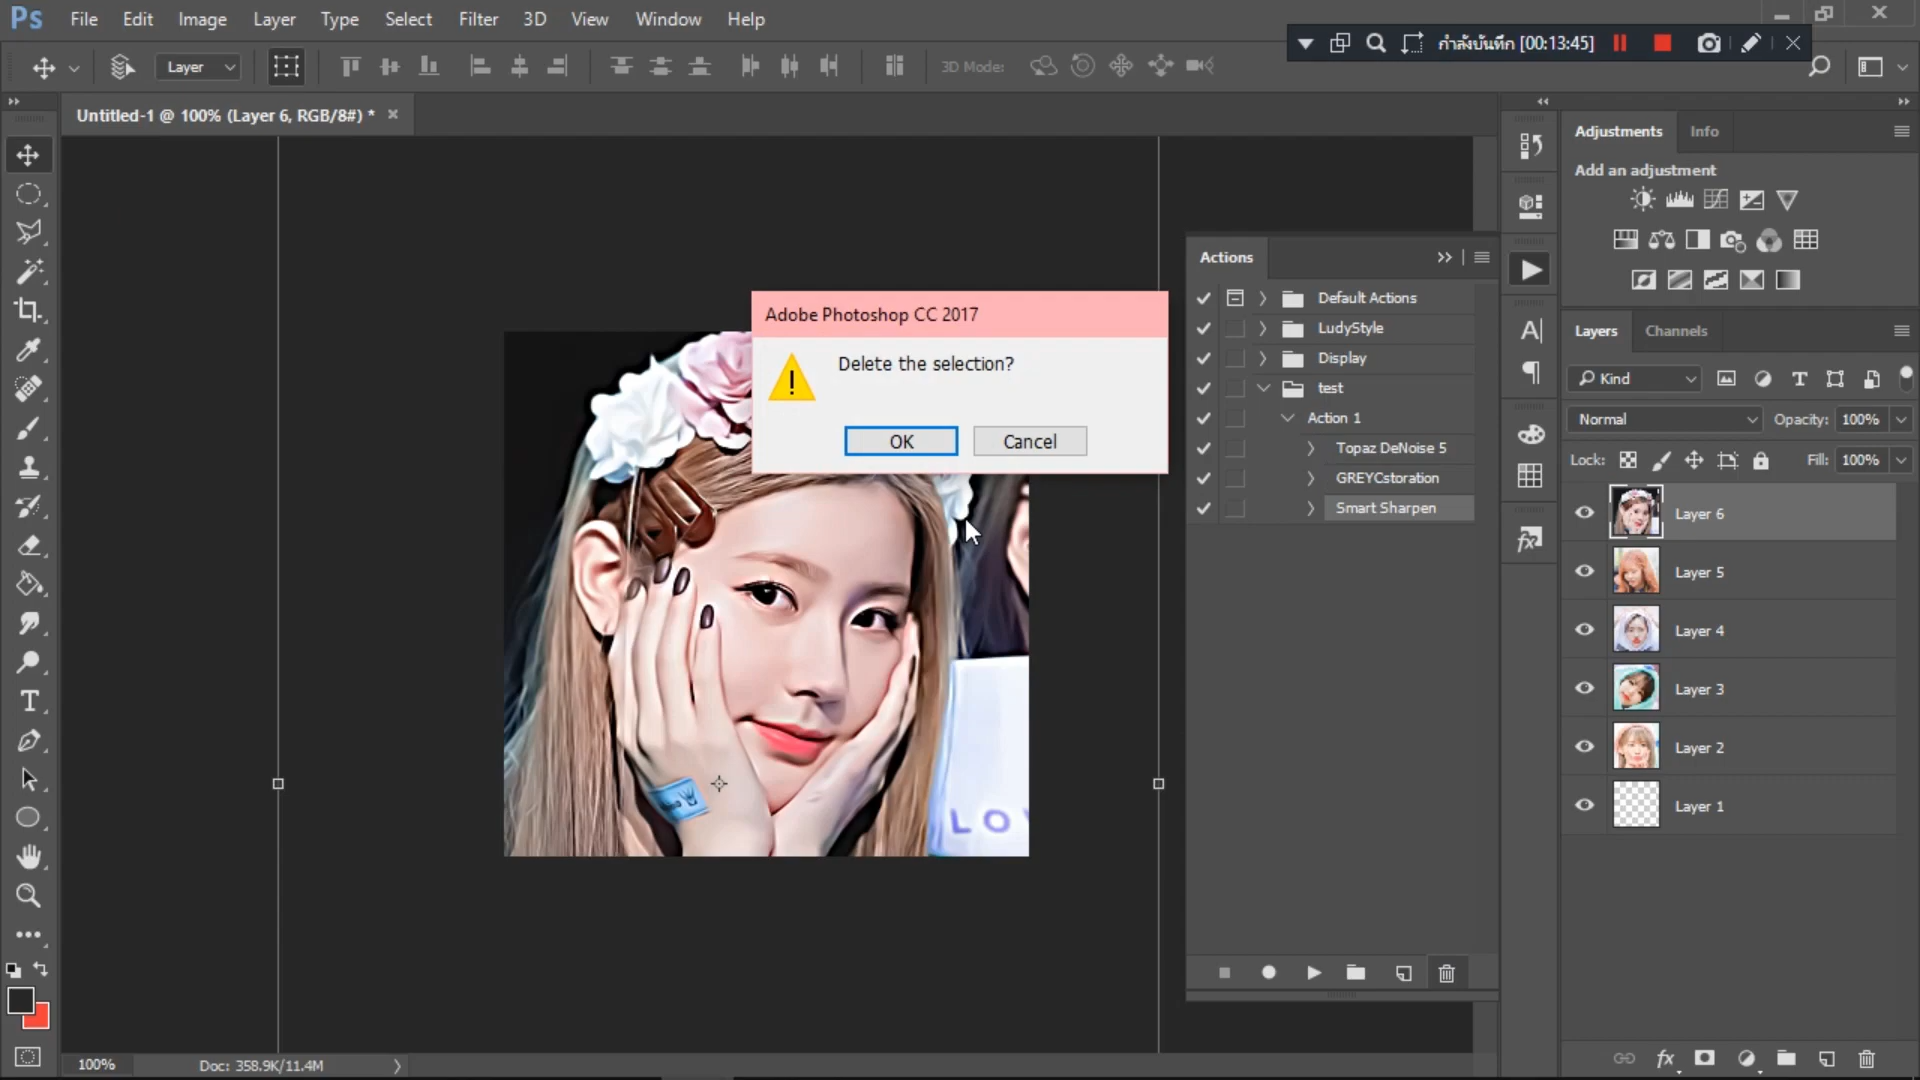 Ps File Edit Image Layer Type Select Filter 3D View Window Help
กำลังบันทึก [00:13:45]
Layer
3D Mode:
Untitled-1 @ 100% (Layer 6, RGB/8#) *
Adjustments Info
Add an adjustment
Actions
Default Actions
LudyStyle
Display
test
Action 1
Topaz DeNoise 5
GREYCstoration
Smart Sharpen
Adobe Photoshop CC 2017
Delete the selection?
OK Cancel
Layers Channels
Kind
Normal Opacity: 100%
Lock: Fill: 100%
Layer 6
Layer 5
Layer 4
Layer 3
Layer 2
Layer 1
LO
100% Doc: 358.9K/11.4M